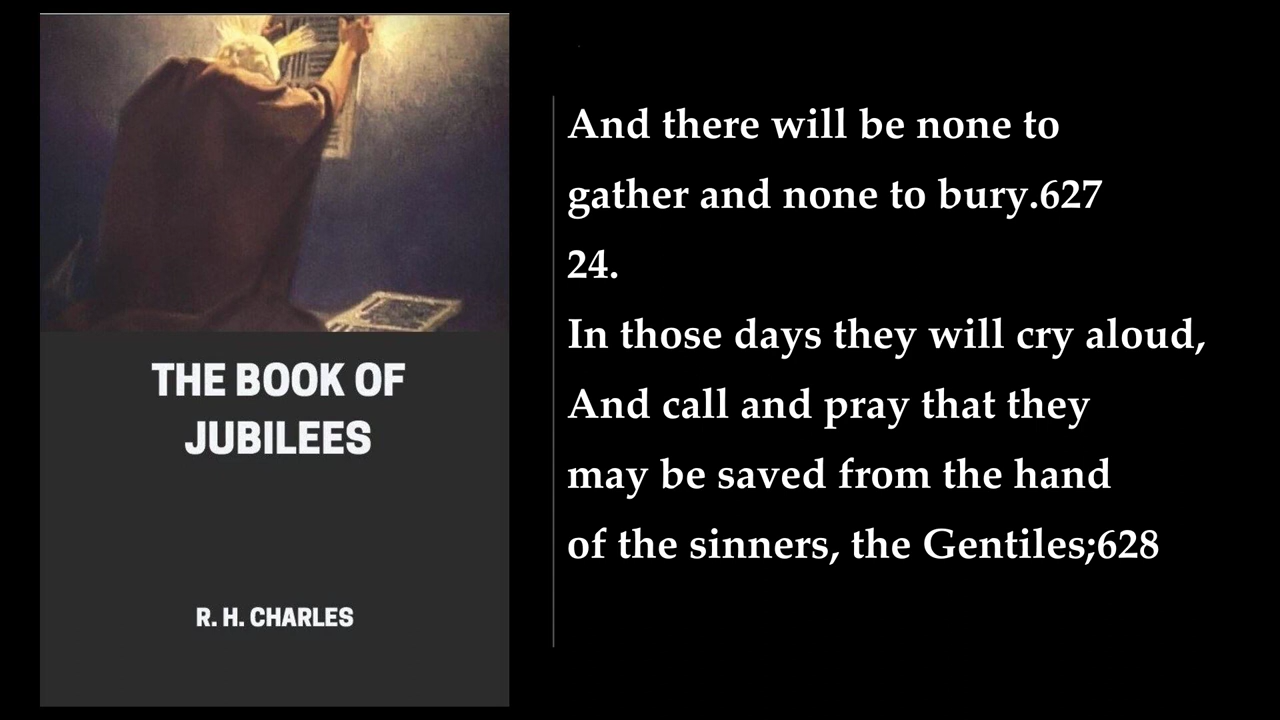 THE BOOK OF
JUBILEES
R. H. CHARLES
And there will be none to
gather and none to bury.627
24.
In those days they will cry aloud,
And call and pray that they
may be saved from the hand
of the sinners, the Gentiles;628